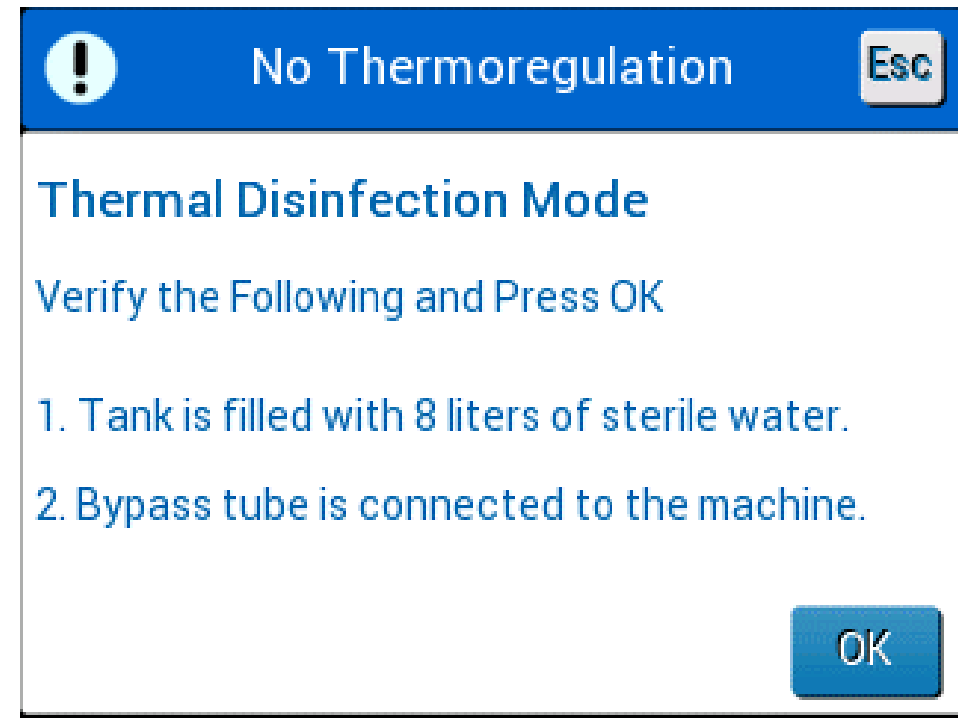 !
No Thermoregulation
Esc
Thermal Disinfection Mode
Verify the Following and Press OK
1. Tank is filled with 8 liters of sterile water.
2. Bypass tube is connected to the machine.
OK